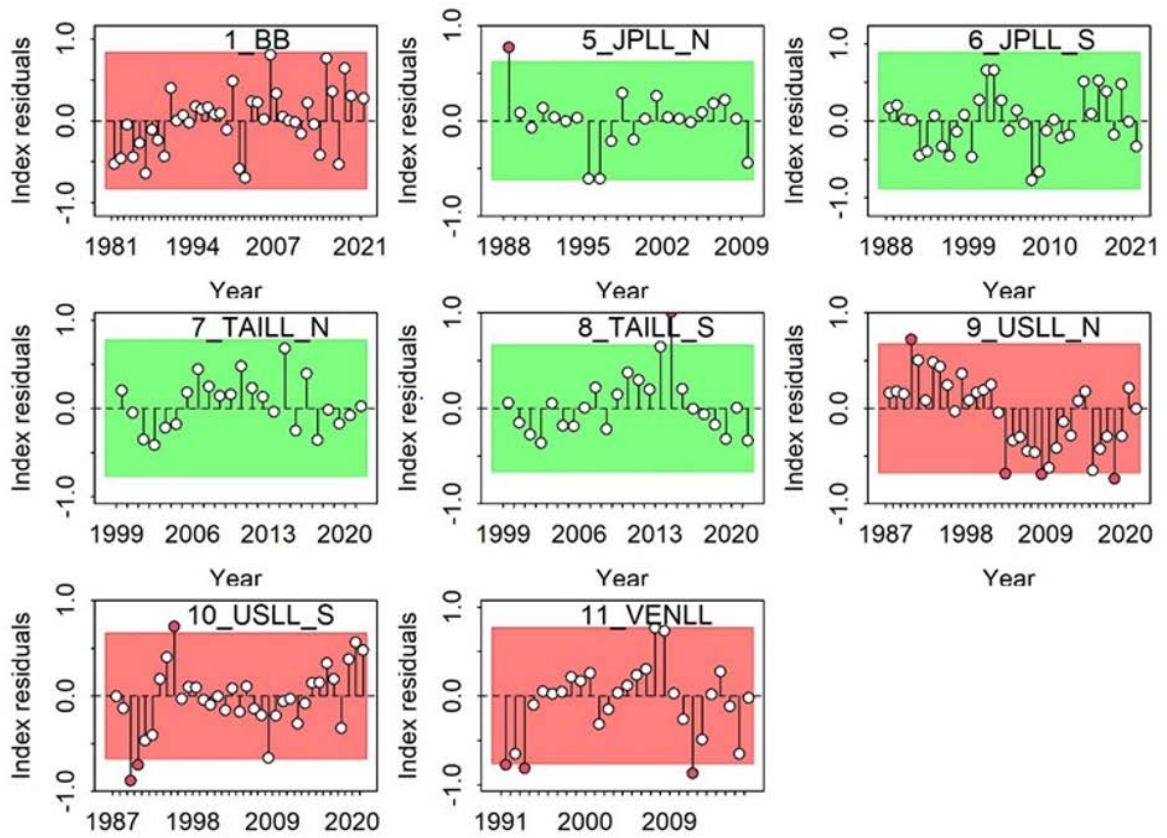 1_BB
Index residuals
1.0
0.0
-1.0
1981 1994 2007 2021
Year
5_JPLL_N
Index residuals
1.0
0.0
-1.0
1988 1995 2002 2009
Year
6_JPLL_S
Index residuals
1.0
0.0
-1.0
1988 1999 2010 2021
Year
7_TAILL_N
Index residuals
1.0
0.0
-1.0
1999 2006 2013 2020
Year
8_TAILL_S
Index residuals
1.0
0.0
-1.0
1999 2006 2013 2020
Year
9_USLL_N
Index residuals
1.0
0.0
-1.0
1987 1998 2009 2020
Year
10_USLL_S
Index residuals
1.0
0.0
-1.0
1987 1998 2009 2020
11_VENLL
Index residuals
1.0
0.0
-1.0
1991 2000 2009